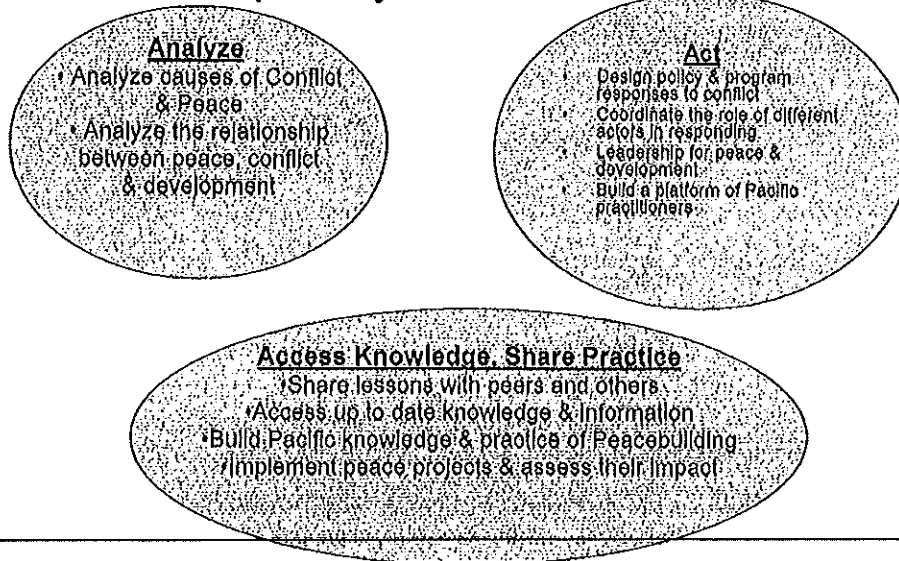 Analyze
• Analyze causes of Conflict
& Peace
• Analyze the relationship
between peace, conflict
& development
Act
• Design policy & program
responses to conflict
• Coordinate the role of different
actors in responding
• Leadership for peace &
development
• Build a platform of Pacific
practitioners
Access Knowledge, Share Practice
•Share lessons with peers and others
•Access up to date knowledge & information
•Build Pacific knowledge & practice of Peacebuilding
•Implement peace projects & assess their impact